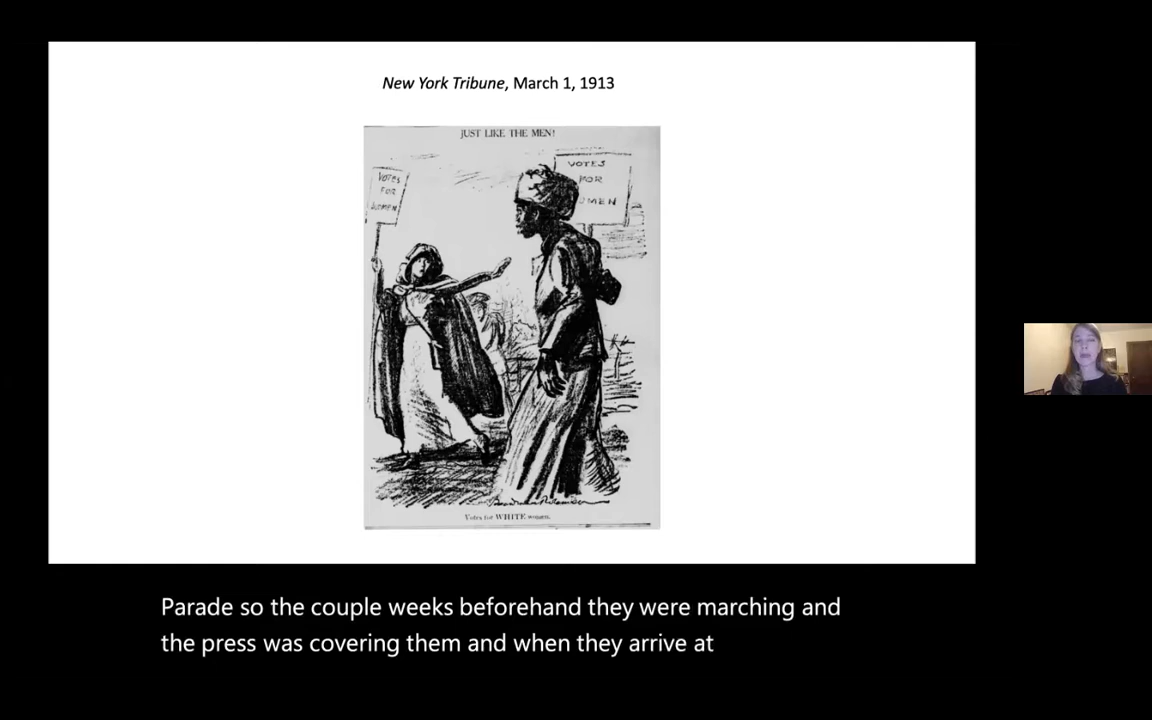 New York Tribune, March 1, 1913
JUST LIKE THE MEN!
VOTES
FOR
WOMEN
VOTES
FOR
OMEN
Votes for WHITE women.
Parade so the couple weeks beforehand they were marching and
the press was covering them and when they arrive at